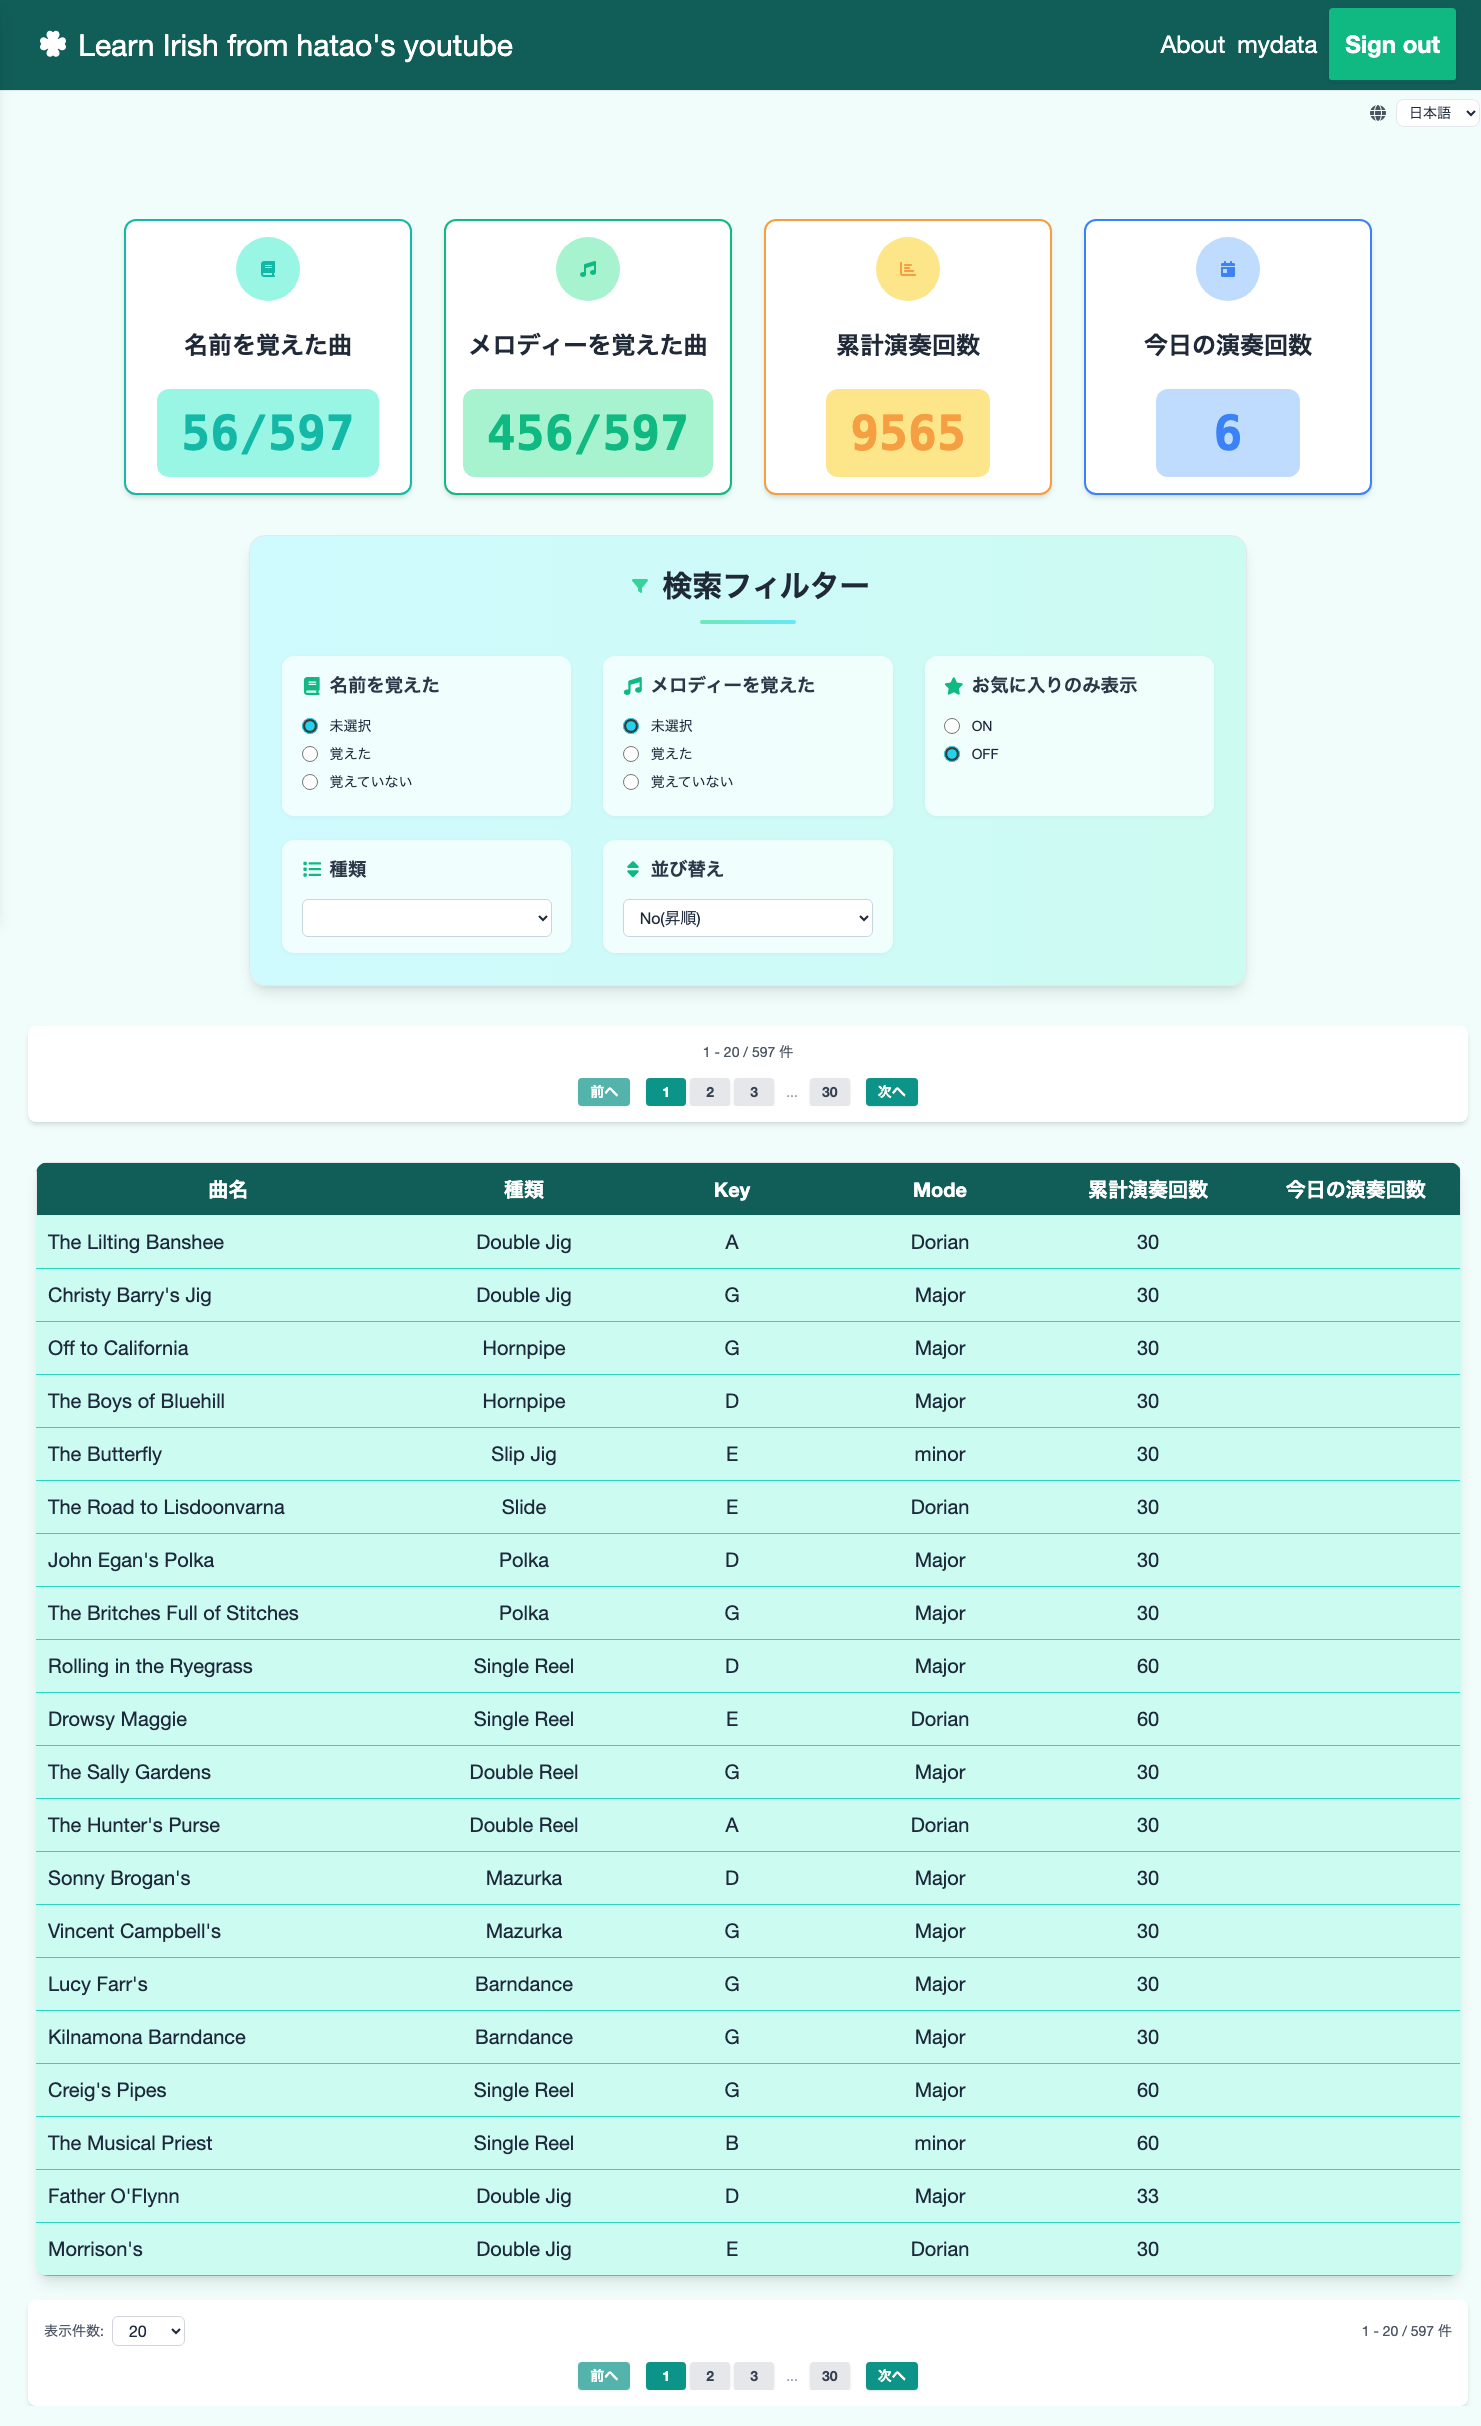 Learn Irish from hatao's youtube
About mydata Sign out
日本語
名前を覚えた曲
56/597
メロディーを覚えた曲
456/597
累計演奏回数
9565
今日の演奏回数
6
検索フィルター
名前を覚えた
未選択
覚えた
覚えていない
メロディーを覚えた
未選択
覚えた
覚えていない
お気に入りのみ表示
ON
OFF
種類
並び替え
No(昇順)
1 - 20 / 597 件
前へ 1 2 3 ... 30 次へ
曲名 種類 Key Mode 累計演奏回数 今日の演奏回数
The Lilting Banshee Double Jig A Dorian 30
Christy Barry's Jig Double Jig G Major 30
Off to California Hornpipe G Major 30
The Boys of Bluehill Hornpipe D Major 30
The Butterfly Slip Jig E minor 30
The Road to Lisdoonvarna Slide E Dorian 30
John Egan's Polka Polka D Major 30
The Britches Full of Stitches Polka G Major 30
Rolling in the Ryegrass Single Reel D Major 60
Drowsy Maggie Single Reel E Dorian 60
The Sally Gardens Double Reel G Major 30
The Hunter's Purse Double Reel A Dorian 30
Sonny Brogan's Mazurka D Major 30
Vincent Campbell's Mazurka G Major 30
Lucy Farr's Barndance G Major 30
Kilnamona Barndance Barndance G Major 30
Creig's Pipes Single Reel G Major 60
The Musical Priest Single Reel B minor 60
Father O'Flynn Double Jig D Major 33
Morrison's Double Jig E Dorian 30
表示件数: 20 1 - 20 / 597 件
前へ 1 2 3 ... 30 次へ